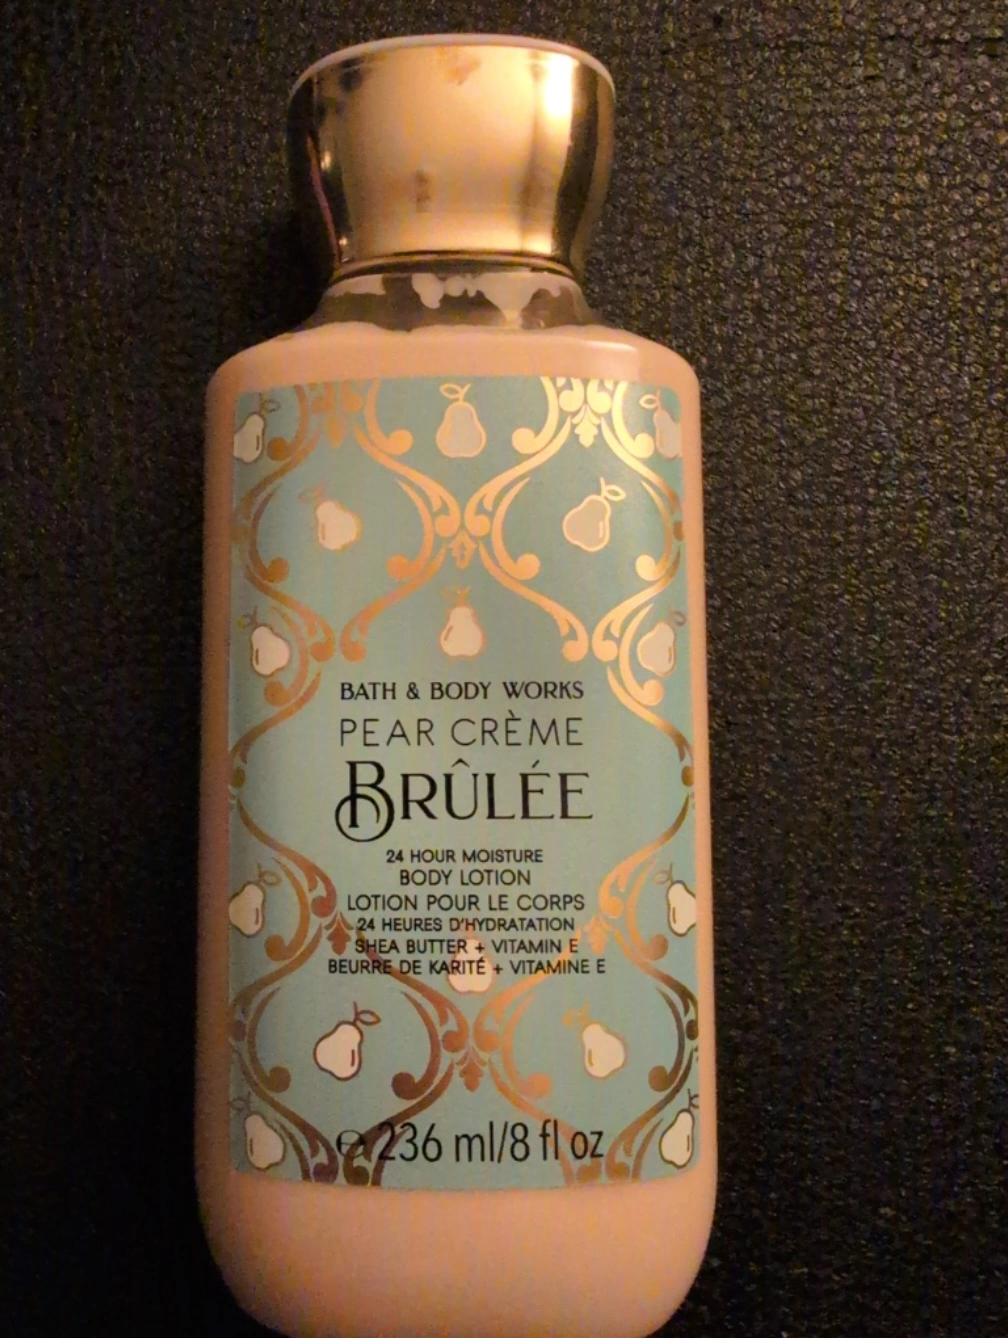 BATH & BODY WORKS
PEAR CRÈME
BRÛLÉE
24 HOUR MOISTURE
BODY LOTION
LOTION POUR LE CORPS
24 HEURES D'HYDRATATION
SHEA BUTTER + VITAMIN E
BEURRE DE KARITÉ + VITAMINE E
℮ 236 ml/8 fl oz